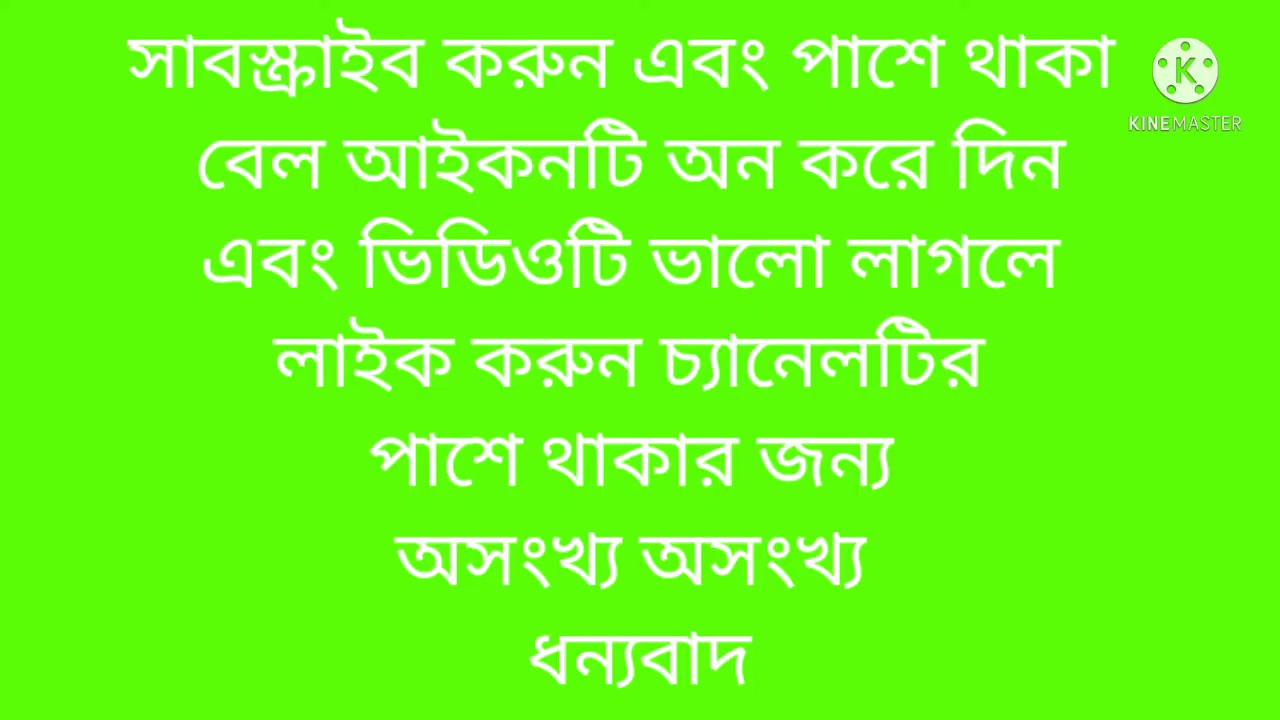 সাবস্ক্রাইব করুন এবং পাশে থাকা
বেল আইকনটি অন করে দিন
এবং ভিডিওটি ভালো লাগলে
লাইক করুন চ্যানেলটির
পাশে থাকার জন্য
অসংখ্য অসংখ্য
ধন্যবাদ
K
KINEMASTER